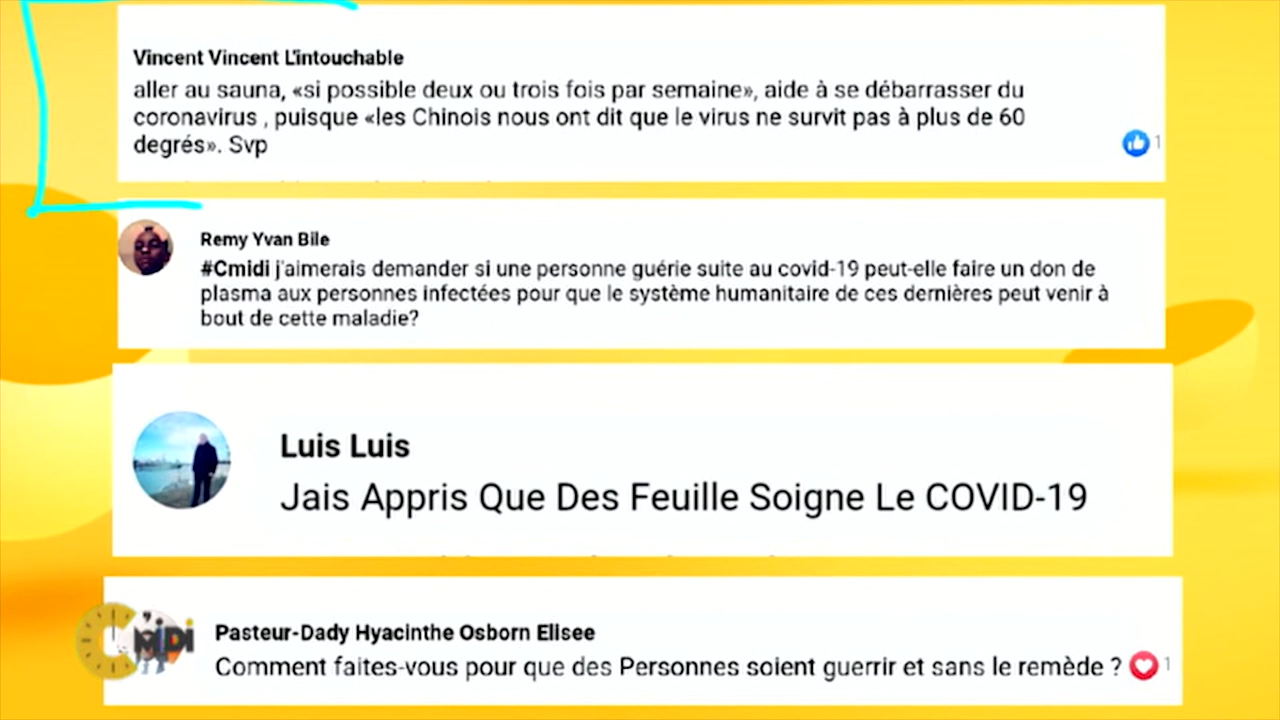 Vincent Vincent L'intouchable
aller au sauna, «si possible deux ou trois fois par semaine», aide à se débarrasser du
coronavirus , puisque «les Chinois nous ont dit que le virus ne survit pas à plus de 60
degrés». Svp
1
Remy Yvan Bile
#Cmidi j'aimerais demander si une personne guérie suite au covid-19 peut-elle faire un don de
plasma aux personnes infectées pour que le système humanitaire de ces dernières peut venir à
bout de cette maladie?
Luis Luis
Jais Appris Que Des Feuille Soigne Le COVID-19
C MiDi
Pasteur-Dady Hyacinthe Osborn Elisee
Comment faites-vous pour que des Personnes soient guerrir et sans le remède ? 1